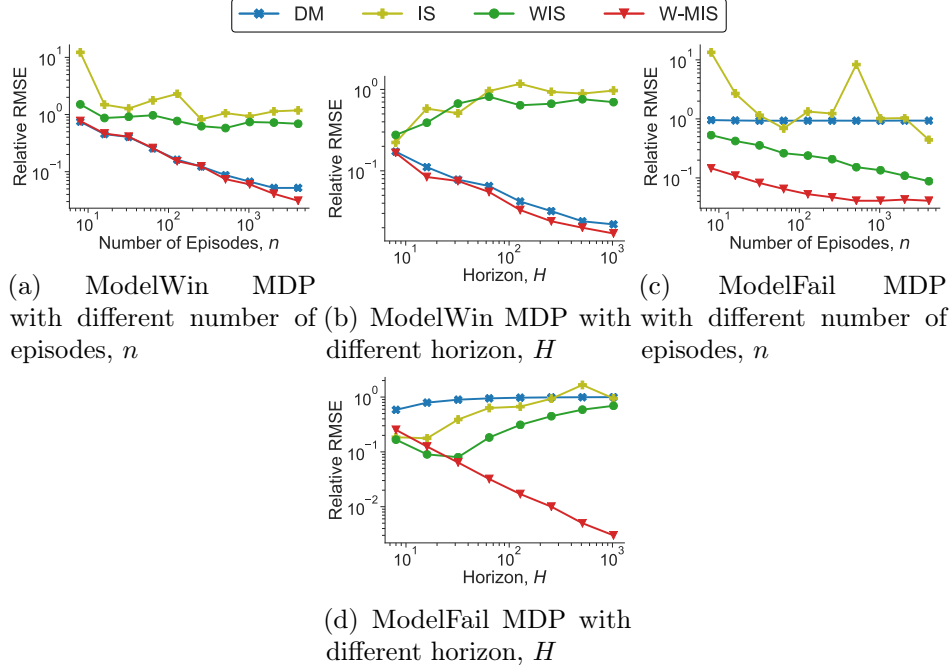 DM IS WIS W-MIS
Relative RMSE
10^1
10^0
10^-1
10^1 10^2 10^3
Number of Episodes, n
(a) ModelWin MDP
with different number of
episodes, n
Relative RMSE
10^0
10^-1
10^1 10^2 10^3
Horizon, H
(b) ModelWin MDP with
different horizon, H
Relative RMSE
10^1
10^0
10^-1
10^1 10^2 10^3
Number of Episodes, n
(c) ModelFail MDP
with different number of
episodes, n
Relative RMSE
10^0
10^-1
10^-2
10^1 10^2 10^3
Horizon, H
(d) ModelFail MDP with
different horizon, H